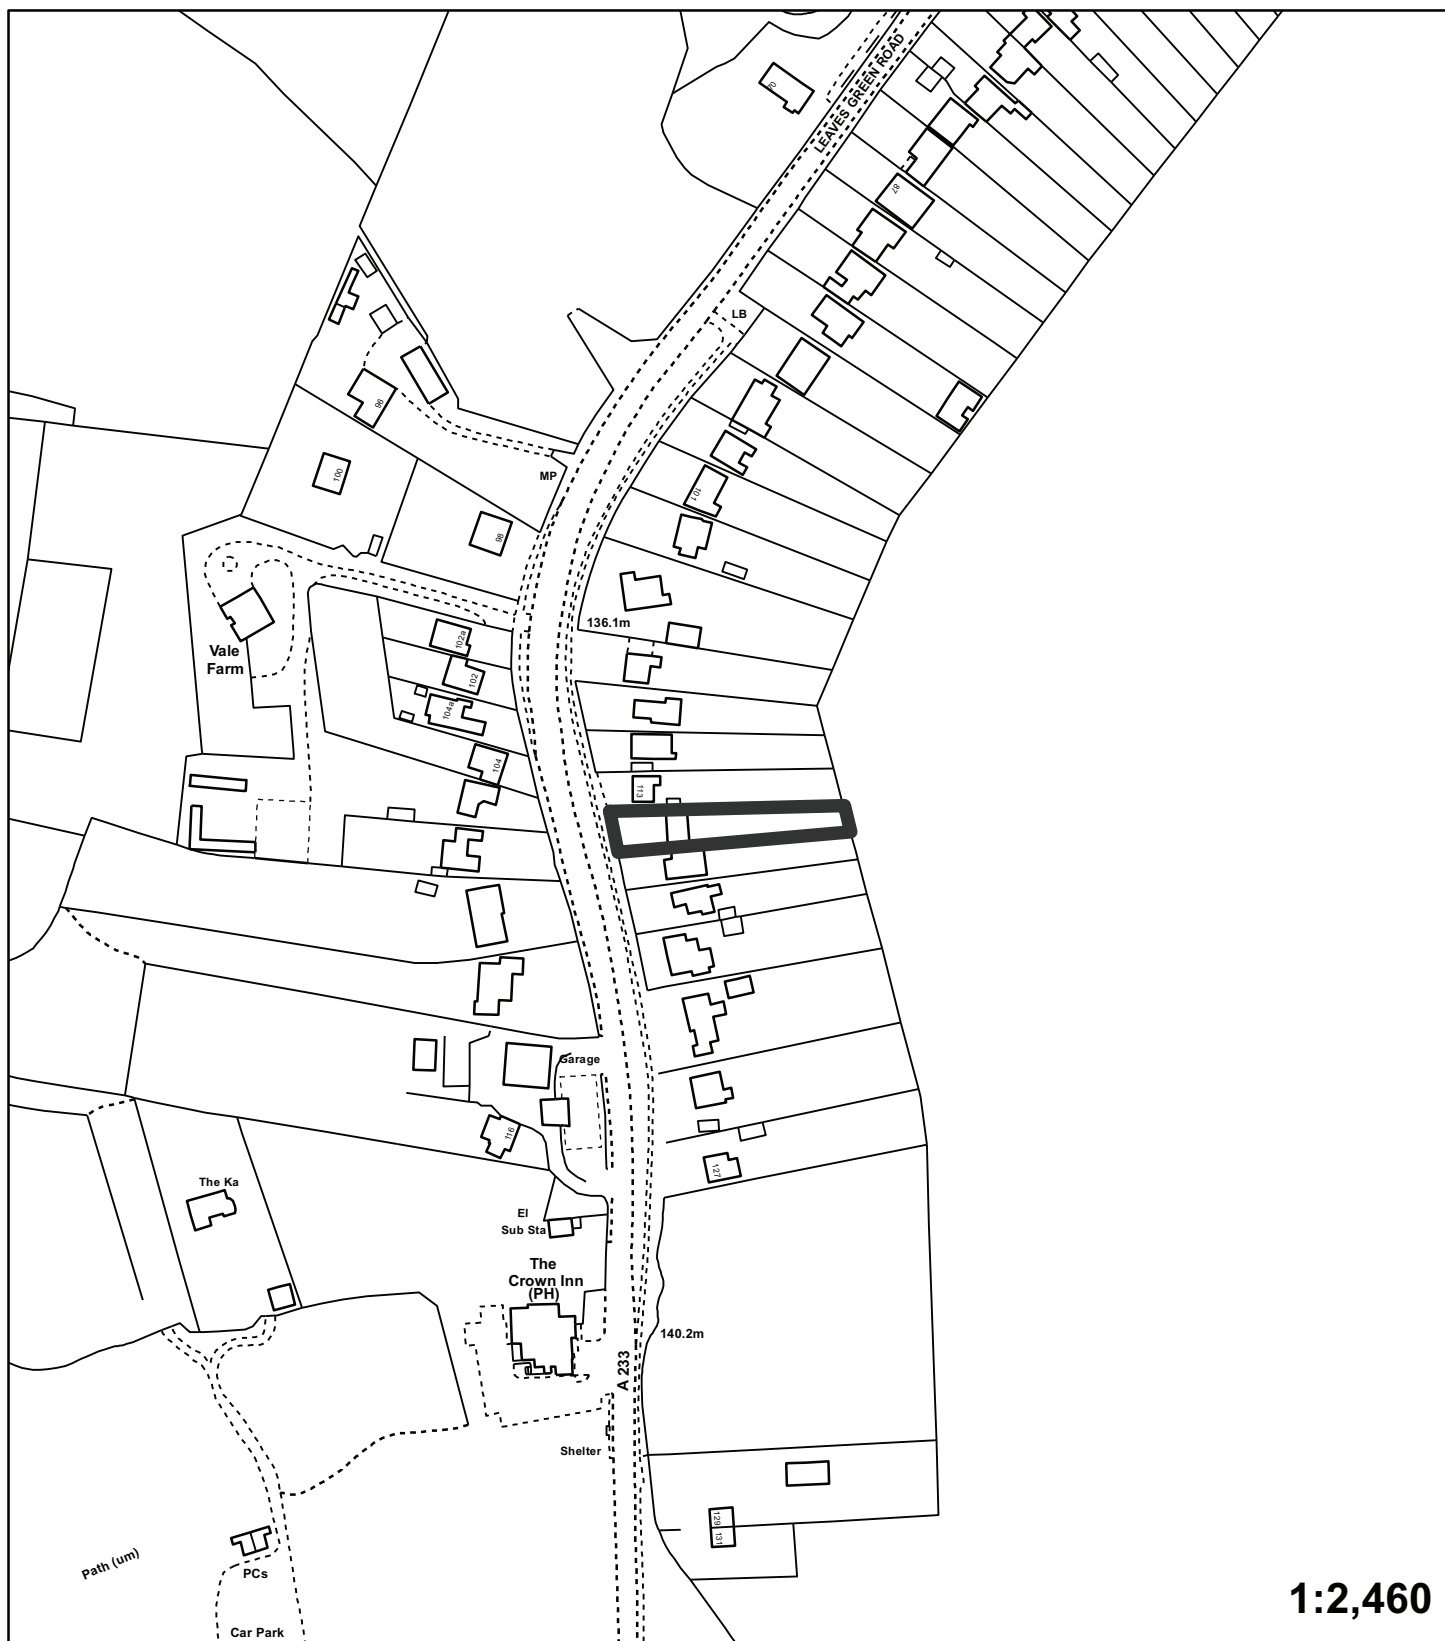 70
LEAVES GREEN ROAD
87
LB
96
MP
100
101
98
136.1m
102a
Vale
Farm
102
104a
104
113
Garage
116
127
The Ka
El
Sub Sta
The
Crown Inn
(PH)
140.2m
A 233
Shelter
129
131
Path (um)
PCs
Car Park
1:2,460